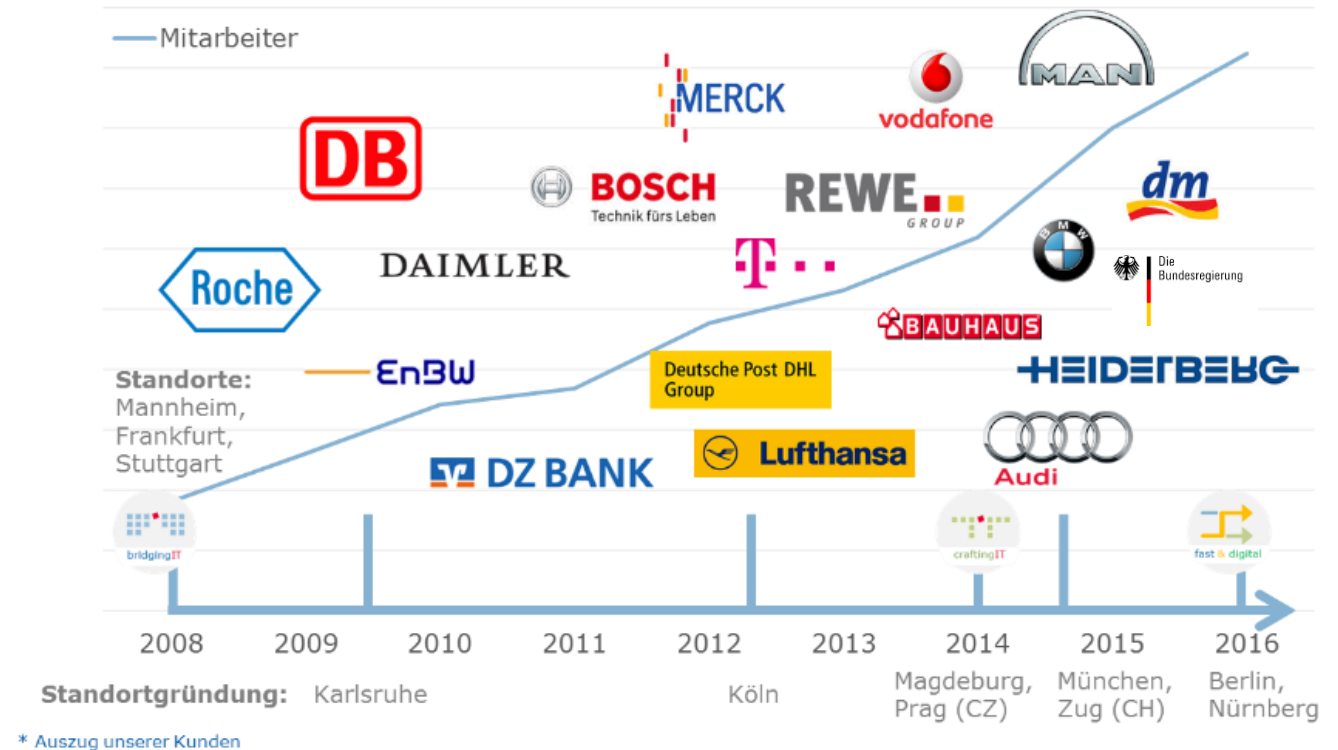 Mitarbeiter
MERCK
vodafone
MAN
DB
BOSCH
Technik fürs Leben
REWE
GROUP
dm
BMW
Roche
DAIMLER
T
Die
Bundesregierung
BAUHAUS
EnBW
Deutsche Post DHL
Group
HEIDELBERG
Standorte:
Mannheim,
Frankfurt,
Stuttgart
DZ BANK
Lufthansa
Audi
bridgingIT
craftingIT
fast & digital
2008 2009 2010 2011 2012 2013 2014 2015 2016
Standortgründung: Karlsruhe Köln
Magdeburg,
Prag (CZ)
München,
Zug (CH)
Berlin,
Nürnberg
* Auszug unserer Kunden